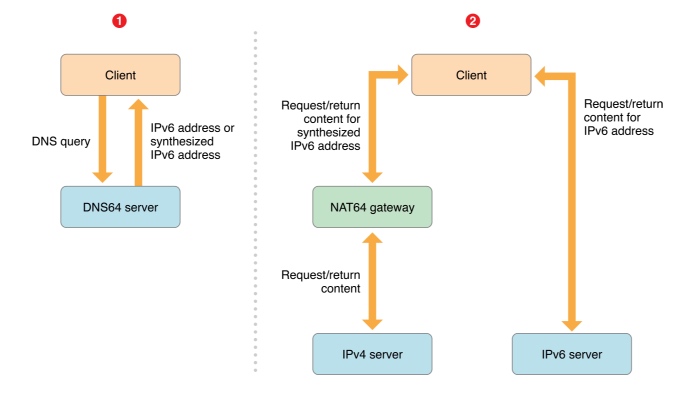 1
Client
DNS query
IPv6 address or
synthesized
IPv6 address
DNS64 server
2
Client
Request/return
content for
synthesized
IPv6 address
Request/return
content for
IPv6 address
NAT64 gateway
Request/return
content
IPv4 server
IPv6 server